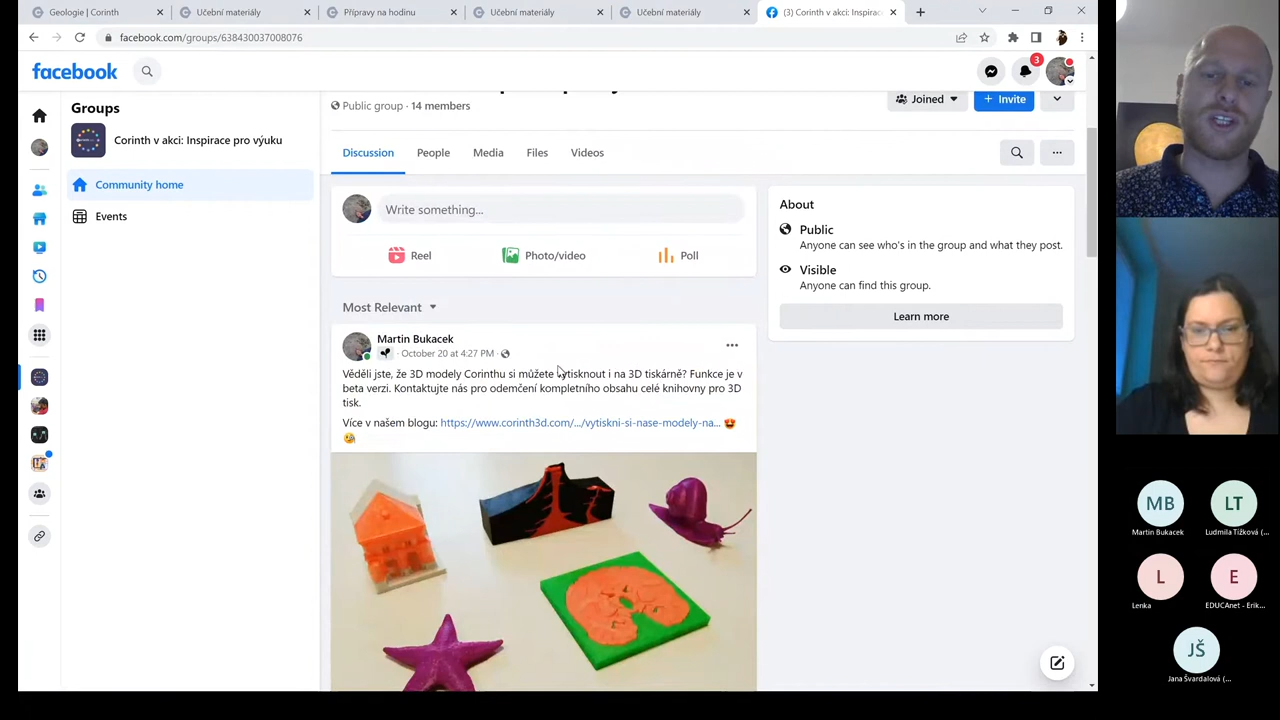 Geologie | Corinth
Učební materiály
Přípravy na hodinu
Učební materiály
Učební materiály
(3) Corinth v akci: Inspirac
facebook.com/groups/638430037008076
facebook
3
Groups
Corinth v akci: Inspirace pro výuku
Community home
Events
Public group · 14 members
Joined
+ Invite
Discussion
People
Media
Files
Videos
Write something...
Reel
Photo/video
Poll
About
Public
Anyone can see who's in the group and what they post.
Visible
Anyone can find this group.
Learn more
Most Relevant
Martin Bukacek
· October 20 at 4:27 PM ·
Věděli jste, že 3D modely Corinthu si můžete vytisknout i na 3D tiskárně? Funkce je v
beta verzi. Kontaktujte nás pro odemčení kompletního obsahu celé knihovny pro 3D
tisk.
Více v našem blogu: https://www.corinth3d.com/.../vytiskni-si-nase-modely-na...
MB
Martin Bukacek
LT
Ludmila Tížková (...
L
Lenka
E
EDUCAnet - Erik...
JŠ
Jana Švardalová (...